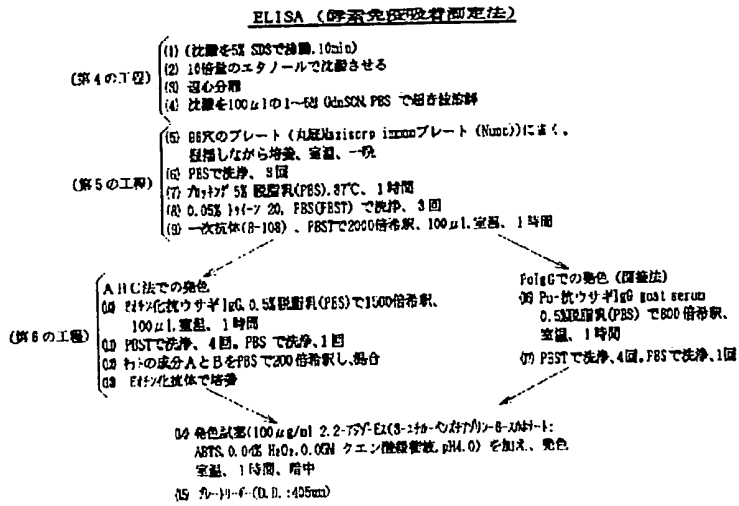 ELISA (酵素免疫吸着測定法)
(第4の工程)
(1) (沈澱を5% SDSで沸騰.10min)
(2) 10倍量のエタノールで沈澱させる
(3) 遠心分離
(4) 沈澱を100μlの1~5M GdnSCN,PBS で超音波溶解
(第5の工程)
(5) 96穴のプレート (丸底Maxisorp immunoプレート (Nunc))にまく。
撹拌しながら培養、室温、一晩
(6) PBSで洗浄、3回
(7) ブロッキング 5% 脱脂乳(PBS).37℃、1時間
(8) 0.05% トゥイーン 20, PBS(PBST) で洗浄、3回
(9) 一次抗体(B-103)、PBSTで2000倍希釈、100μl.室温、1時間
(第6の工程)
ABC法での発色
(10) ビオチン化抗ウサギIgG, 0.5%脱脂乳(PBS)で1500倍希釈、
100μl.室温、1時間
(11) PBSTで洗浄、4回。PBS で洗浄、1回
(12) キットの成分AとBをPBSで200倍希釈し、混合
(13) ビオチン化抗体で培養
PoIgGでの発色 (間接法)
(16) Po-抗ウサギIgG goat serum
0.5%脱脂乳(PBS) で800倍希釈、
室温、1時間
(17) PBSTで洗浄、4回。PBSで洗浄、1回
(14) 発色試薬(100μg/ml 2.2-アジノ-ビス(3-エチル-ベンズチアゾリン-6-スルホナート:
ABTS, 0.04% H₂O₂, 0.05M クエン酸緩衝液, pH4.0) を加え、発色
室温、1時間、暗中
(15) プレートリーダー(O.D.:405nm)